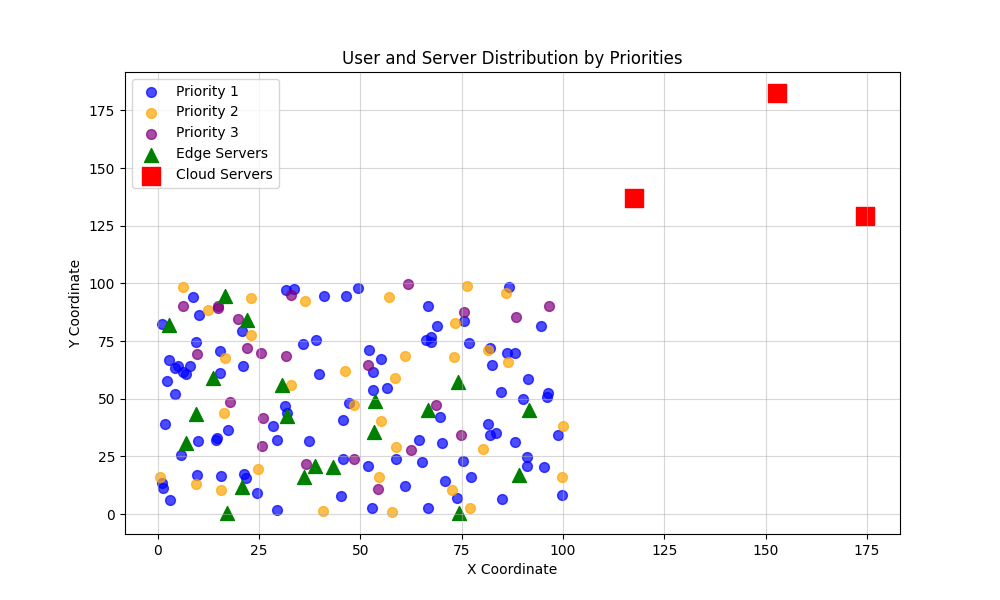 User and Server Distribution by Priorities
Priority 1
Priority 2
Priority 3
Edge Servers
Cloud Servers
Y Coordinate
175
150
125
100
75
50
25
0
0 25 50 75 100 125 150 175
X Coordinate